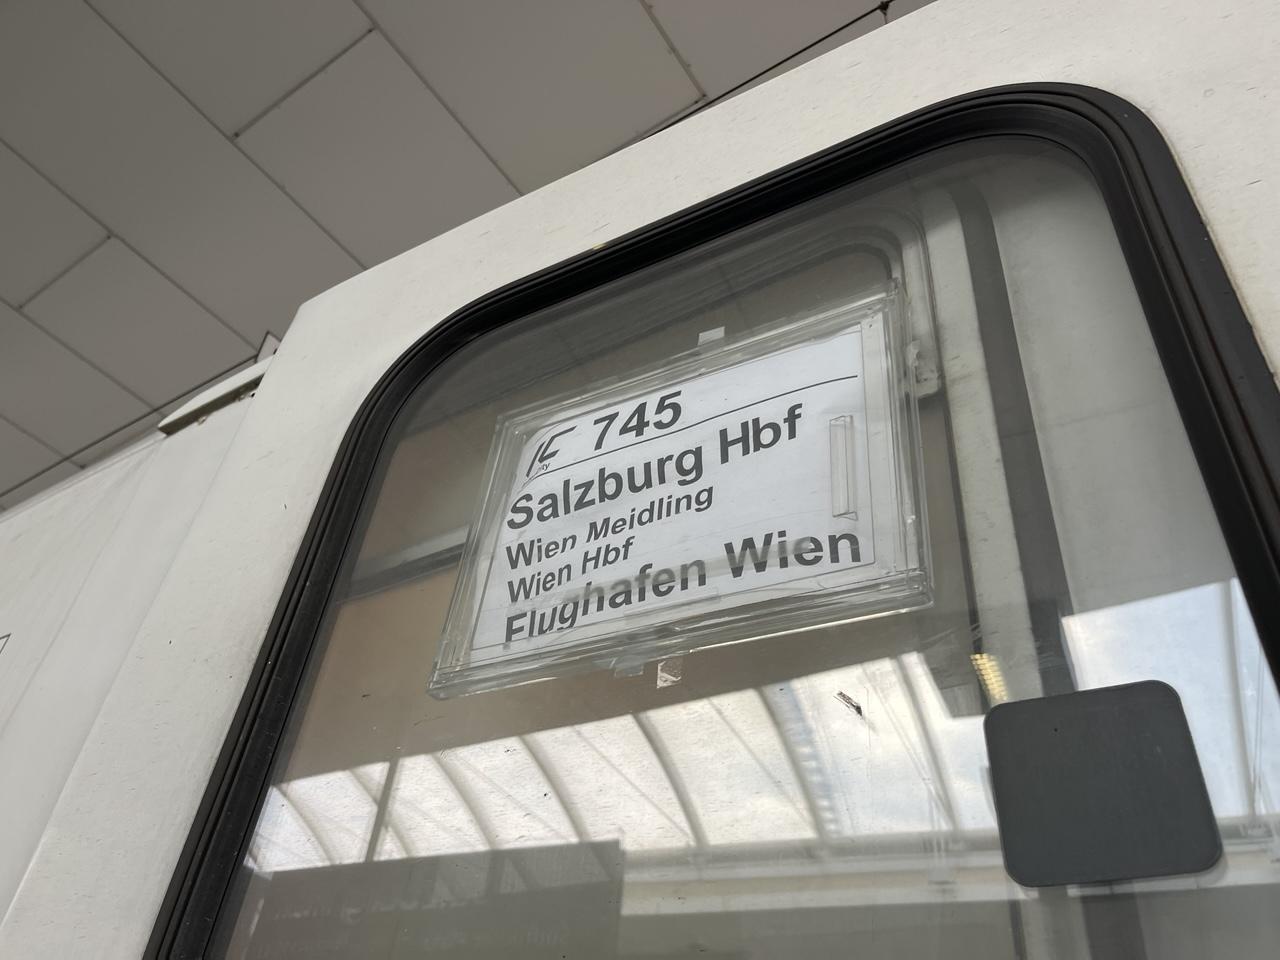 IC 745
Salzburg Hbf
Wien Meidling
Wien Hbf
Flughafen Wien